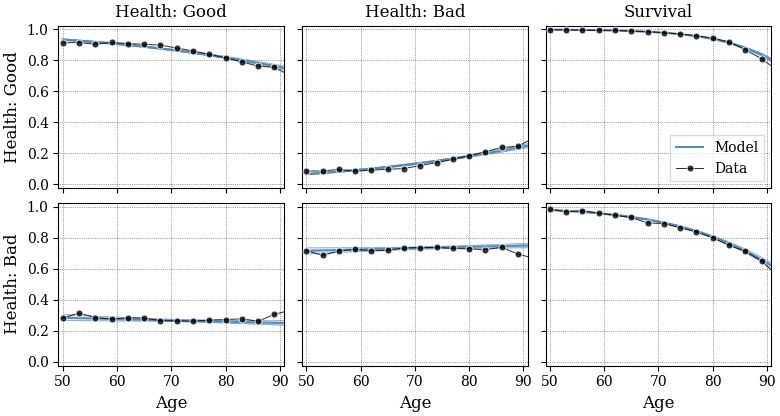 Health: Good Health: Bad Survival
Health: Good
1.0
0.8
0.6
0.4
0.2
0.0
Model
Data
Health: Bad
1.0
0.8
0.6
0.4
0.2
0.0
50 60 70 80 90 50 60 70 80 90 50 60 70 80 90
Age Age Age